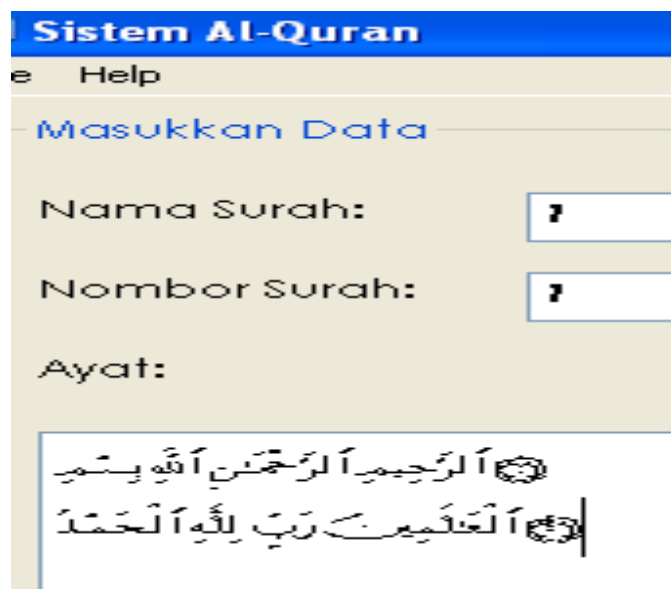 Sistem Al-Quran
e Help
Masukkan Data
Nama Surah: ?
Nombor Surah: ?
Ayat:
ٱلرَّحِيمِ ٱلرَّحْمَٰنِ ٱللَّهِ بِسْمِ
ٱلْعَٰلَمِينَ رَبِّ لِلَّهِ ٱلْحَمْدُ